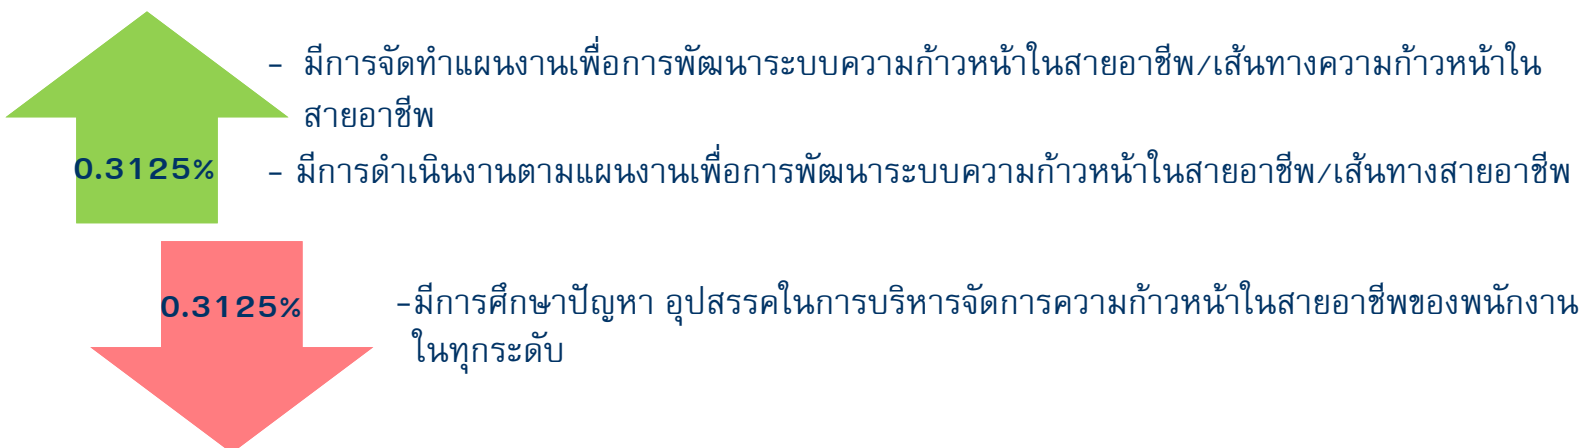 - มีการจัดทำแผนงานเพื่อการพัฒนาระบบความก้าวหน้าในสายอาชีพ/เส้นทางความก้าวหน้าใน
สายอาชีพ
0.3125%
- มีการดำเนินงานตามแผนงานเพื่อการพัฒนาระบบความก้าวหน้าในสายอาชีพ/เส้นทางสายอาชีพ
0.3125%
-มีการศึกษาปัญหา อุปสรรคในการบริหารจัดการความก้าวหน้าในสายอาชีพของพนักงาน
ในทุกระดับ